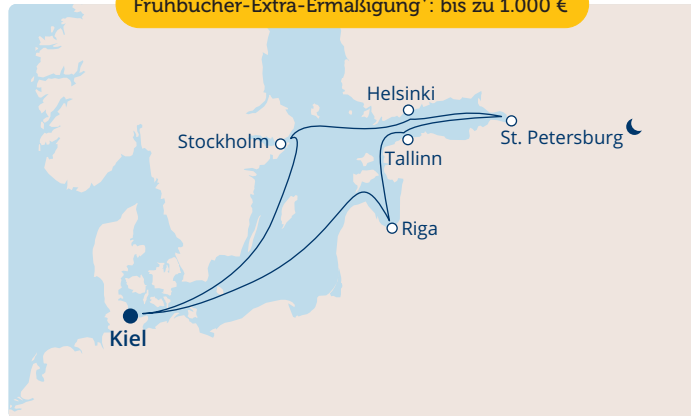 Frühbucher-Extra-Ermäßigung*: bis zu 1.000 €
Helsinki
Stockholm
St. Petersburg
Tallinn
Riga
Kiel